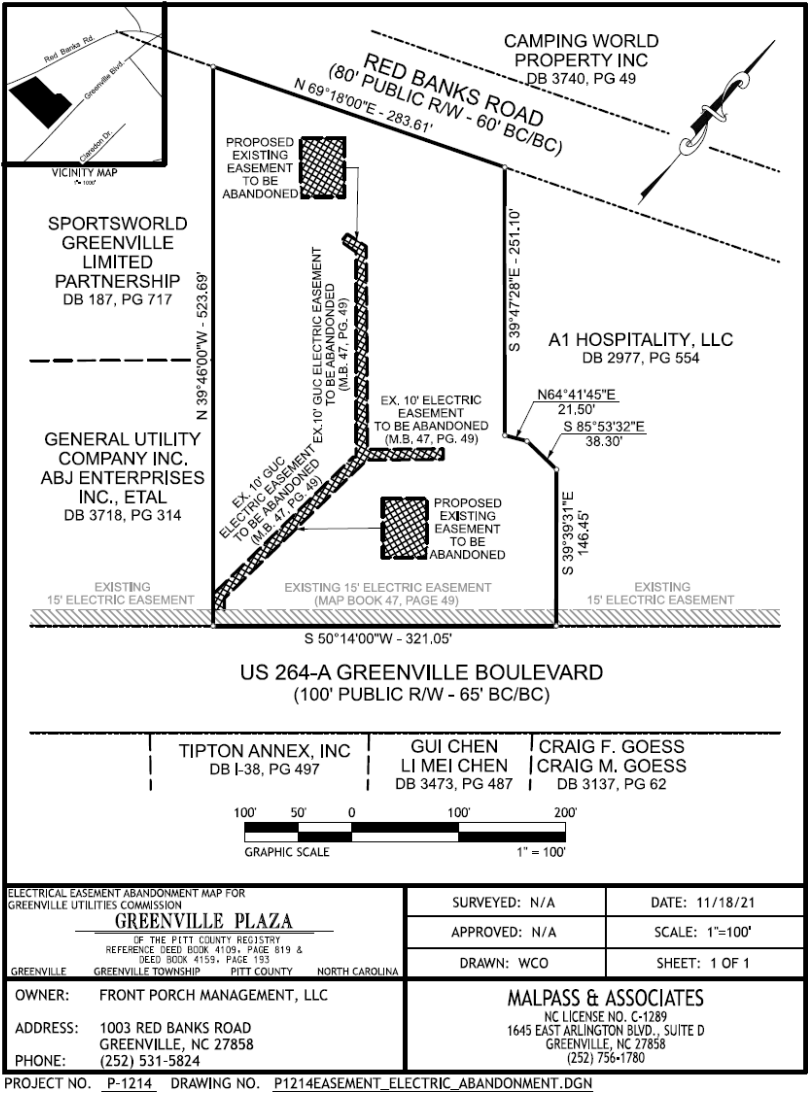 Red Banks Rd.
Greenville Blvd.
Claredon Dr.
VICINITY MAP
1"= 1000'
CAMPING WORLD
PROPERTY INC
DB 3740, PG 49
RED BANKS ROAD
(80' PUBLIC R/W - 60' BC/BC)
N 69°18'00"E - 283.61'
PROPOSED
EXISTING
EASEMENT
TO BE
ABANDONED
SPORTSWORLD
GREENVILLE
LIMITED
PARTNERSHIP
DB 187, PG 717
N 39°46'00"W - 523.69'
EX.10' GUC ELECTRIC EASEMENT
TO BE ABANDONDED
(M.B. 47, PG. 49)
S 39°47'28"E - 251.10'
A1 HOSPITALITY, LLC
DB 2977, PG 554
N64°41'45"E
21.50'
S 85°53'32"E
38.30'
EX. 10' ELECTRIC
EASEMENT
TO BE ABANDONED
(M.B. 47, PG. 49)
GENERAL UTILITY
COMPANY INC,
ABJ ENTERPRISES
INC., ETAL
DB 3718, PG 314
EX. 10' GUC
ELECTRIC EASEMENT
TO BE ABANDONED
(M.B. 47, PG. 49)
PROPOSED
EXISTING
EASEMENT
TO BE
ABANDONED
S 39°39'31"E
146.45'
EXISTING
15' ELECTRIC EASEMENT
EXISTING 15' ELECTRIC EASEMENT
(MAP BOOK 47, PAGE 49)
EXISTING
15' ELECTRIC EASEMENT
S 50°14'00"W - 321.05'
US 264-A GREENVILLE BOULEVARD
(100' PUBLIC R/W - 65' BC/BC)
TIPTON ANNEX, INC
DB I-38, PG 497
GUI CHEN
LI MEI CHEN
DB 3473, PG 487
CRAIG F. GOESS
CRAIG M. GOESS
DB 3137, PG 62
100' 50' 0 100' 200'
GRAPHIC SCALE 1" = 100'
ELECTRICAL EASEMENT ABANDONMENT MAP FOR
GREENVILLE UTILITIES COMMISSION
GREENVILLE PLAZA
OF THE PITT COUNTY REGISTRY
REFERENCE DEED BOOK 4109, PAGE 819 &
DEED BOOK 4159, PAGE 193
GREENVILLE GREENVILLE TOWNSHIP PITT COUNTY NORTH CAROLINA
SURVEYED: N/A
DATE: 11/18/21
APPROVED: N/A
SCALE: 1"=100'
DRAWN: WCO
SHEET: 1 OF 1
OWNER: FRONT PORCH MANAGEMENT, LLC
ADDRESS: 1003 RED BANKS ROAD
GREENVILLE, NC 27858
PHONE: (252) 531-5824
MALPASS & ASSOCIATES
NC LICENSE NO. C-1289
1645 EAST ARLINGTON BLVD., SUITE D
GREENVILLE, NC 27858
(252) 756-1780
PROJECT NO. P-1214 DRAWING NO. P1214EASEMENT_ELECTRIC_ABANDONMENT.DGN